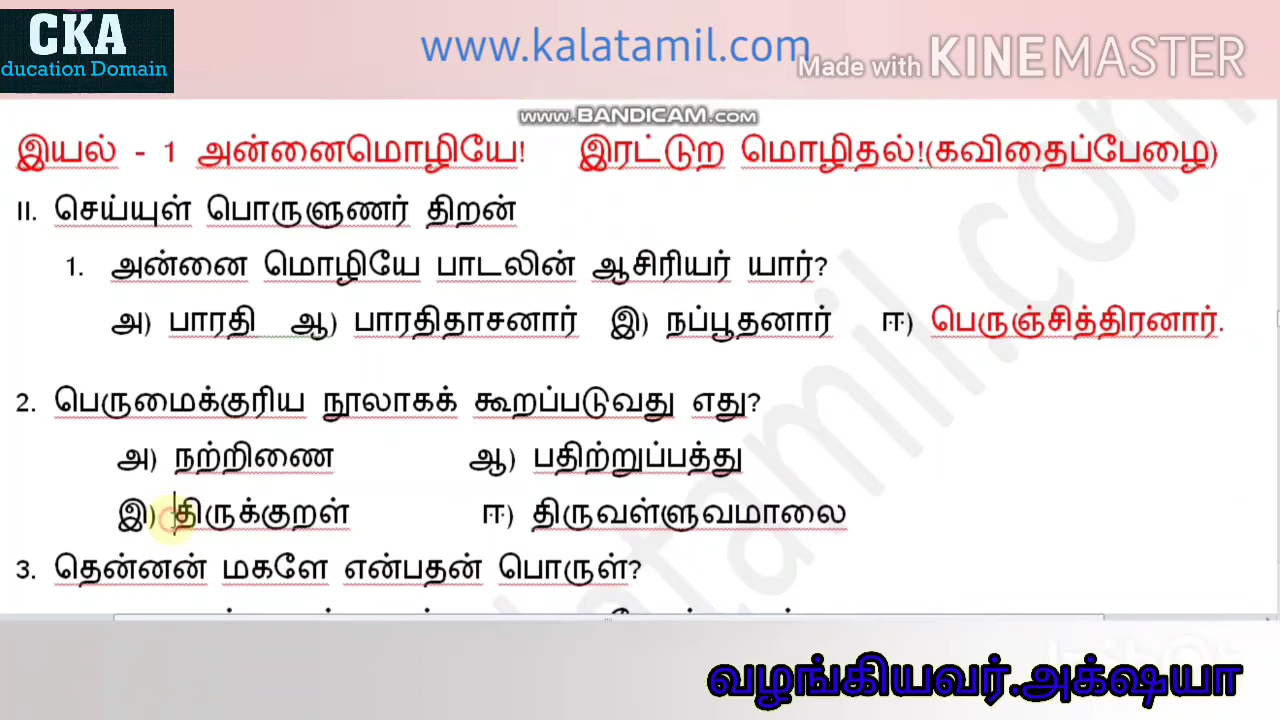 CKA
ducation Domain
www.kalatamil.com
Made with KINEMASTER
www.BANDICAM.com
இயல் - 1 அன்னைமொழியே! இரட்டுற மொழிதல்!(கவிதைப்பேழை)
II. செய்யுள் பொருளுணர் திறன்
1. அன்னை மொழியே பாடலின் ஆசிரியர் யார்?
அ) பாரதி ஆ) பாரதிதாசனார் இ) நப்பூதனார் ஈ) பெருஞ்சித்திரனார்.
2. பெருமைக்குரிய நூலாகக் கூறப்படுவது எது?
அ) நற்றிணை ஆ) பதிற்றுப்பத்து
இ) திருக்குறள் ஈ) திருவள்ளுவமாலை
3. தென்னன் மகளே என்பதன் பொருள்?
வழங்கியவர்.அக்‌ஷயா